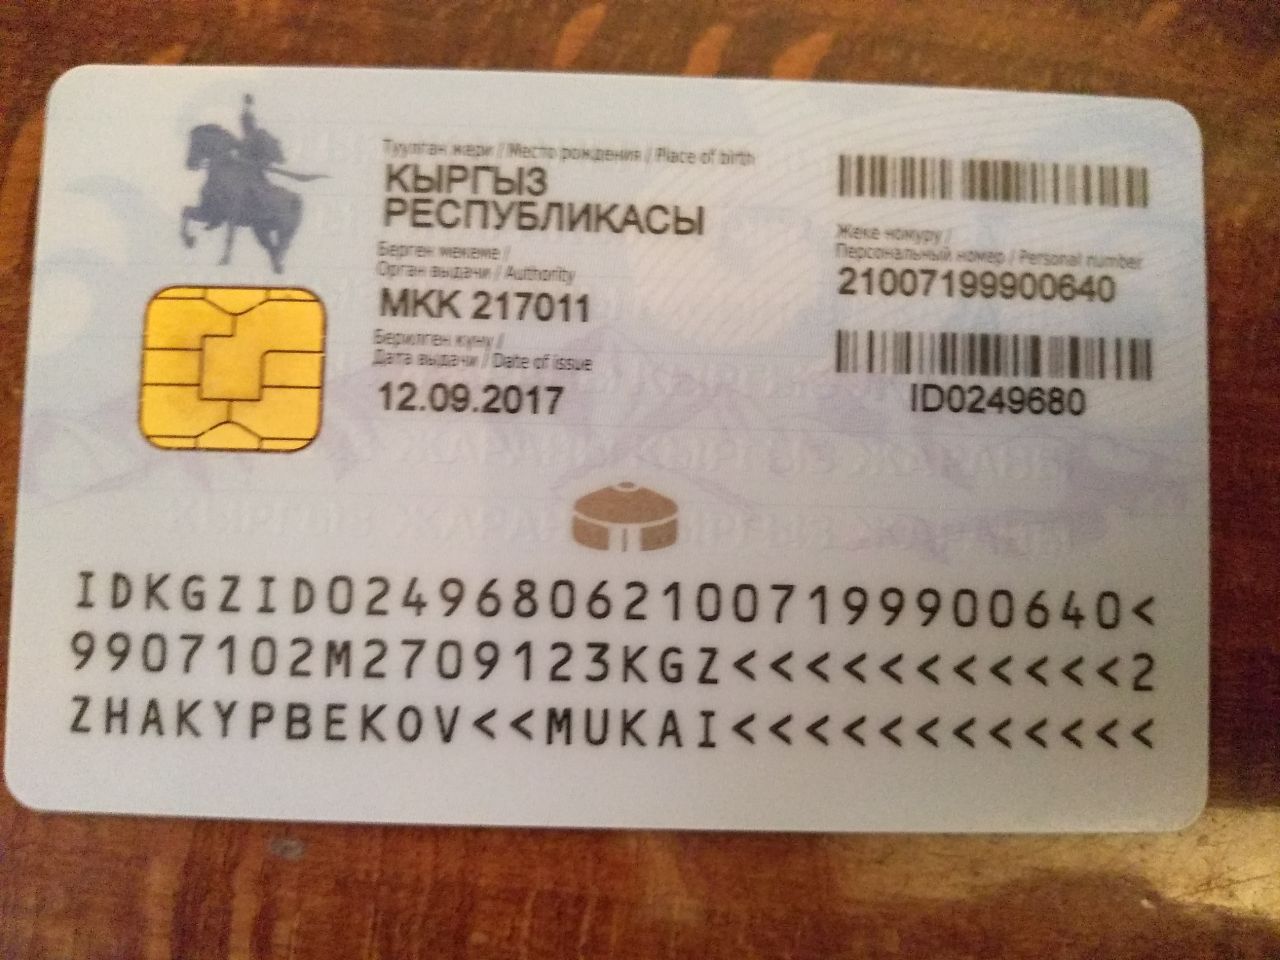 Туулган жери / Место рождения / Place of birth
КЫРГЫЗ
РЕСПУБЛИКАСЫ
Берген мекеме /
Орган выдачи / Authority
МКК 217011
Берилген күнү /
Дата выдачи / Date of issue
12.09.2017
Жеке номуру /
Персональный номер / Personal number
21007199900640
ID0249680
IDKGZID0249680621007199900640<
9907102M2709123KGZ<<<<<<<<<<<2
ZHAKYPBEKOV<<MUKAI<<<<<<<<<<<<